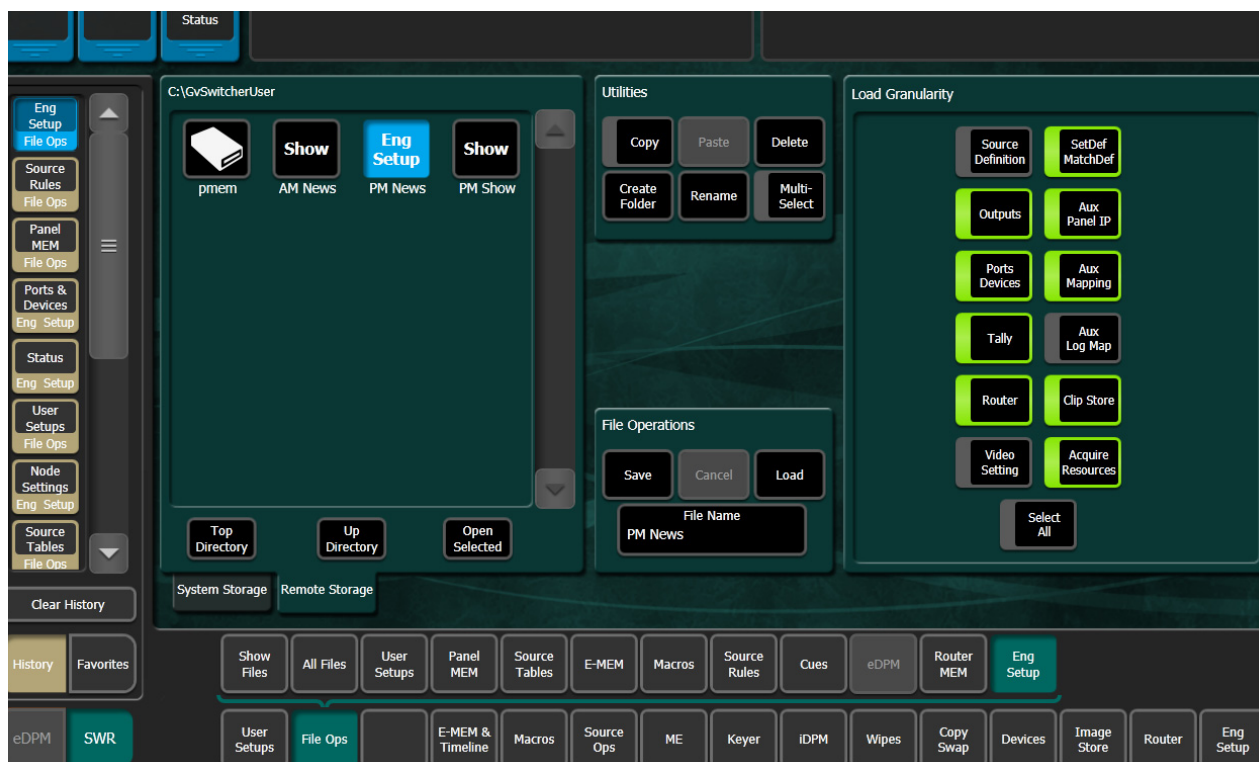 Status
Eng
Setup
File Ops
Source
Rules
File Ops
Panel
MEM
File Ops
Ports &
Devices
Eng Setup
Status
Eng Setup
User
Setups
File Ops
Node
Settings
Eng Setup
Source
Tables
File Ops
Clear History
History
Favorites
eDPM
SWR
C:\GvSwitcherUser
pmem
Show
AM News
Eng
Setup
PM News
Show
PM Show
Top
Directory
Up
Directory
Open
Selected
System Storage
Remote Storage
Utilities
Copy
Paste
Delete
Create
Folder
Rename
Multi-
Select
File Operations
Save
Cancel
Load
File Name
PM News
Load Granularity
Source
Definition
SetDef
MatchDef
Outputs
Aux
Panel IP
Ports
Devices
Aux
Mapping
Tally
Aux
Log Map
Router
Clip Store
Video
Setting
Acquire
Resources
Select
All
Show
Files
All Files
User
Setups
Panel
MEM
Source
Tables
E-MEM
Macros
Source
Rules
Cues
eDPM
Router
MEM
Eng
Setup
User
Setups
File Ops
E-MEM &
Timeline
Macros
Source
Ops
ME
Keyer
iDPM
Wipes
Copy
Swap
Devices
Image
Store
Router
Eng
Setup